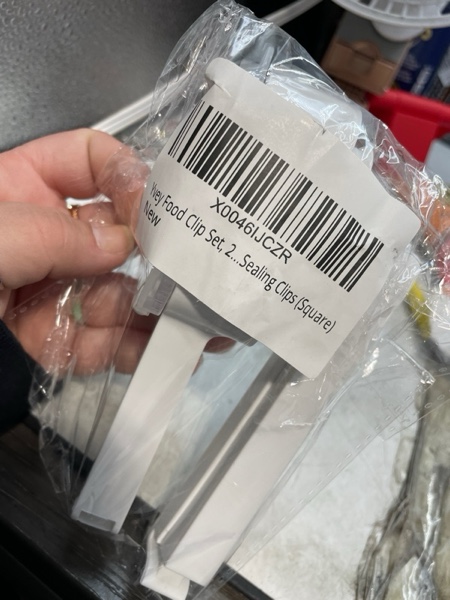 X0046IJCZR
Food Clip Set, 2...Sealing Clips (Square)
New